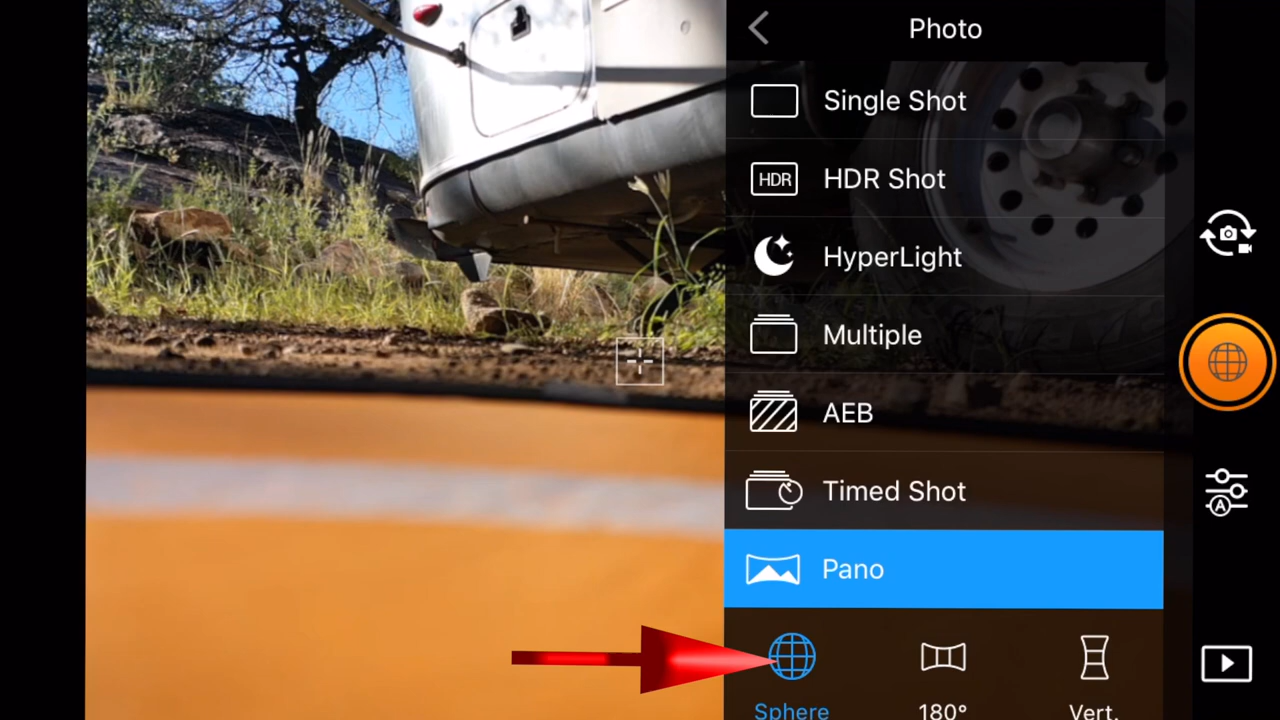 Photo
Single Shot
HDR
HDR Shot
HyperLight
Multiple
AEB
Timed Shot
A
Pano
Sphere
180°
Vert.